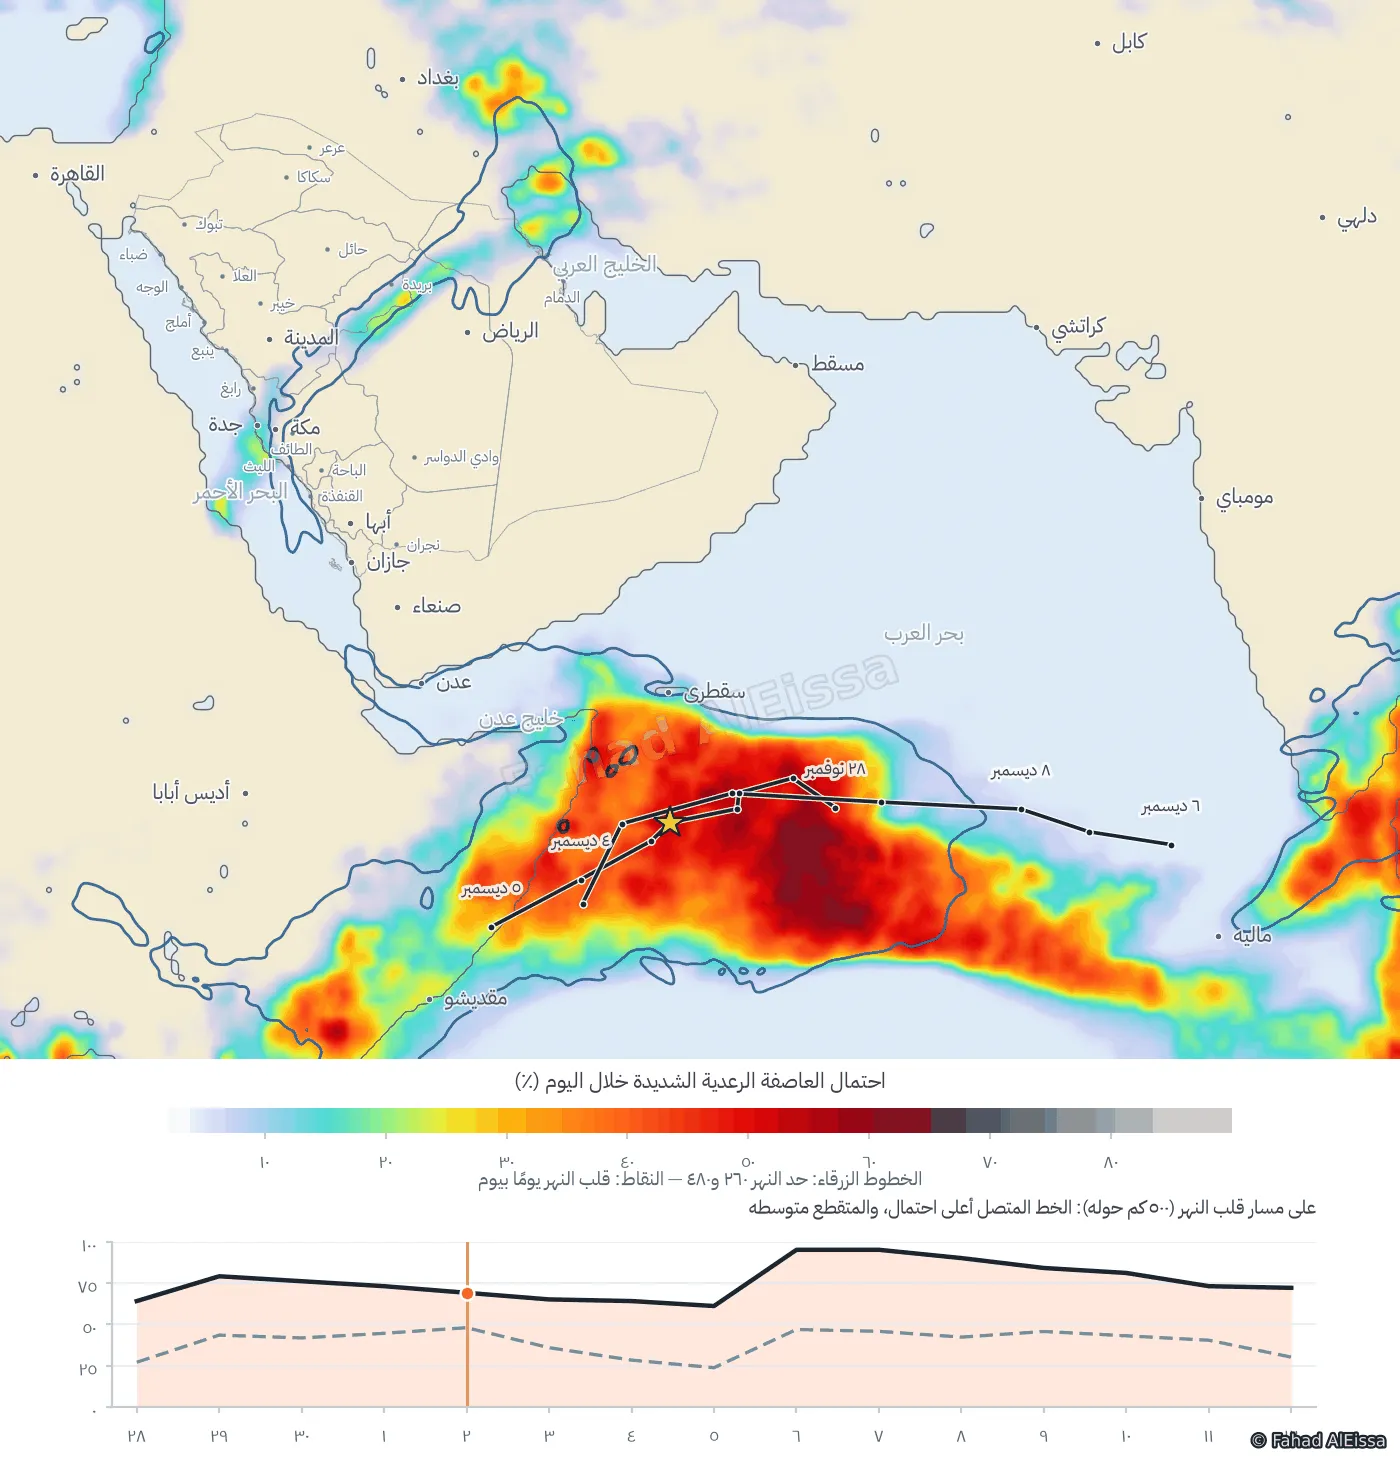 كابل
بغداد
عرعر
القاهرة
سكاكا
دلهي
تبوك
حائل
ضباء
الخليج العربي
العلا
بريدة
الوجه
الدمام
خيبر
أملج
كراتشي
الرياض
المدينة
ينبع
مسقط
رابغ
جدة
مكة
الطائف
وادي الدواسر
الليث
الباحة
البحر الأحمر
القنفذة
مومباي
أبها
نجران
جازان
صنعاء
بحر العرب
عدن
سقطرى
Fahad AlEissa
خليج عدن
٢٨ نوفمبر
٨ ديسمبر
أديس أبابا
٦ ديسمبر
٤ ديسمبر
٥ ديسمبر
ماليه
مقديشو
احتمال العاصفة الرعدية الشديدة خلال اليوم (٪)
١٠ ٢٠ ٣٠ ٤٠ ٥٠ ٦٠ ٧٠ ٨٠
الخطوط الزرقاء: حد النهر ٢٦٠ و٤٨٠ — النقاط: قلب النهر يومًا بيوم
على مسار قلب النهر (٥٠٠ كم حوله): الخط المتصل أعلى احتمال، والمتقطع متوسطه
١٠٠
٧٥
٥٠
٢٥
٠
٢٨ ٢٩ ٣٠ ١ ٢ ٣ ٤ ٥ ٦ ٧ ٨ ٩ ١٠ ١١
© Fahad AlEissa